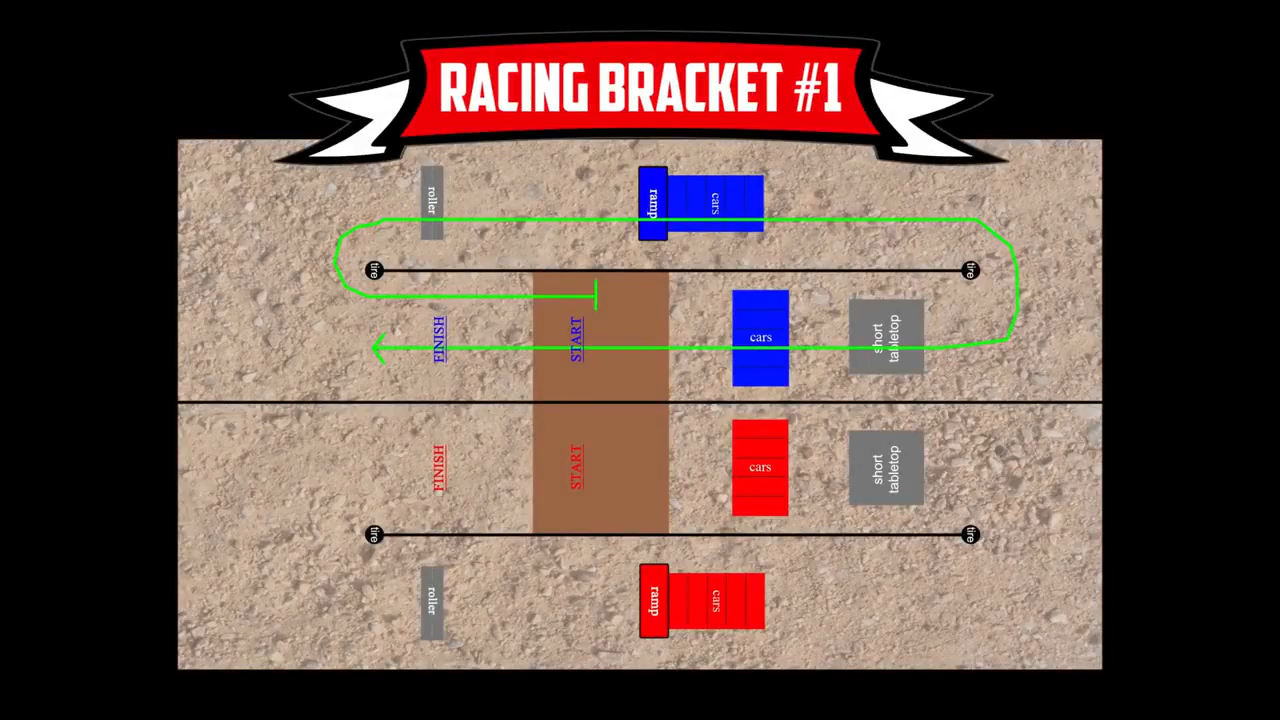 RACING BRACKET #1
roller
ramp
cars
tire
tire
FINISH
START
cars
short
tabletop
FINISH
START
cars
short
tabletop
tire
tire
roller
ramp
cars